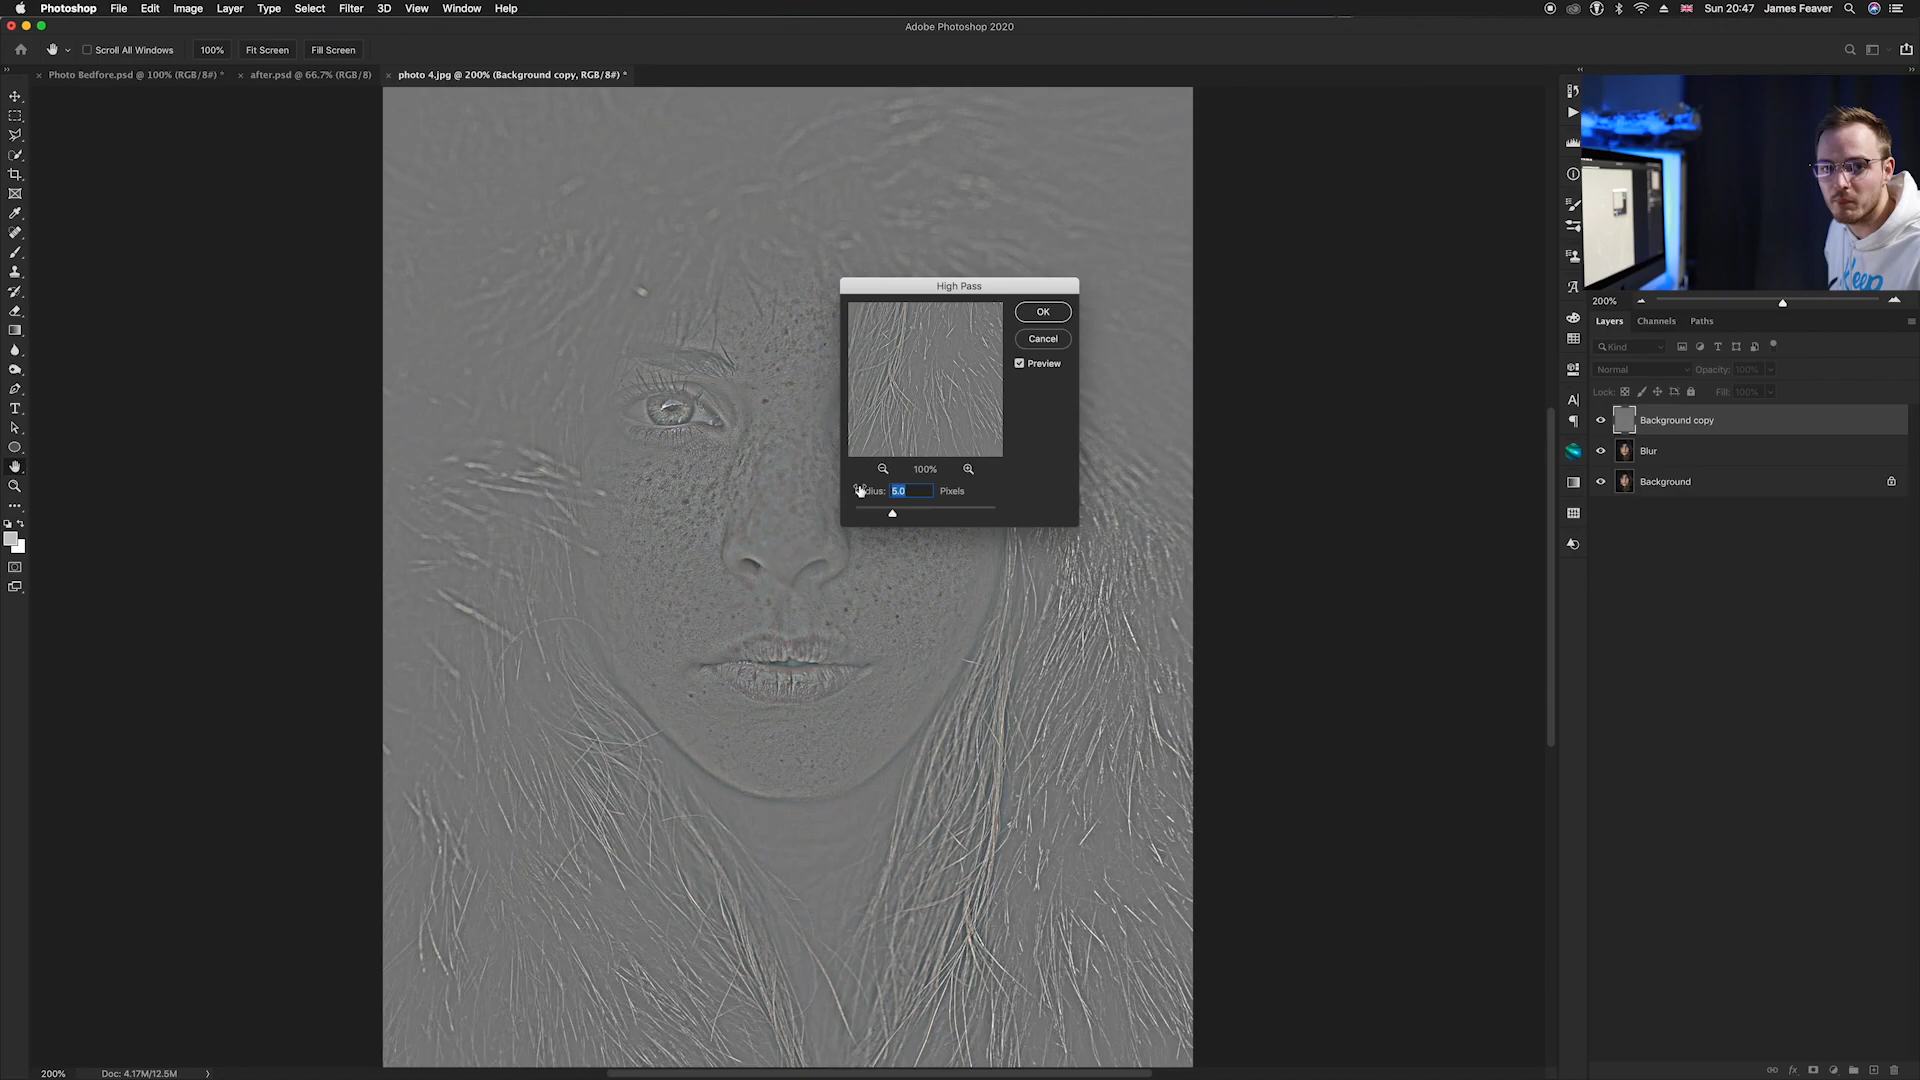 Photoshop File Edit Image Layer Type Select Filter 3D View Window Help
Sun 20:47 James Feaver
Adobe Photoshop 2020
Scroll All Windows 100% Fit Screen Fill Screen
Photo Bedfore.psd @ 100% (RGB/8#) *
after.psd @ 66.7% (RGB/8)
photo 4.jpg @ 200% (Background copy, RGB/8#) *
High Pass
OK
Cancel
Preview
100%
dius: 5.0 Pixels
200%
Layers Channels Paths
Kind
Normal Opacity: 100%
Lock: Fill: 100%
Background copy
Blur
Background
200% Doc: 4.17M/12.5M